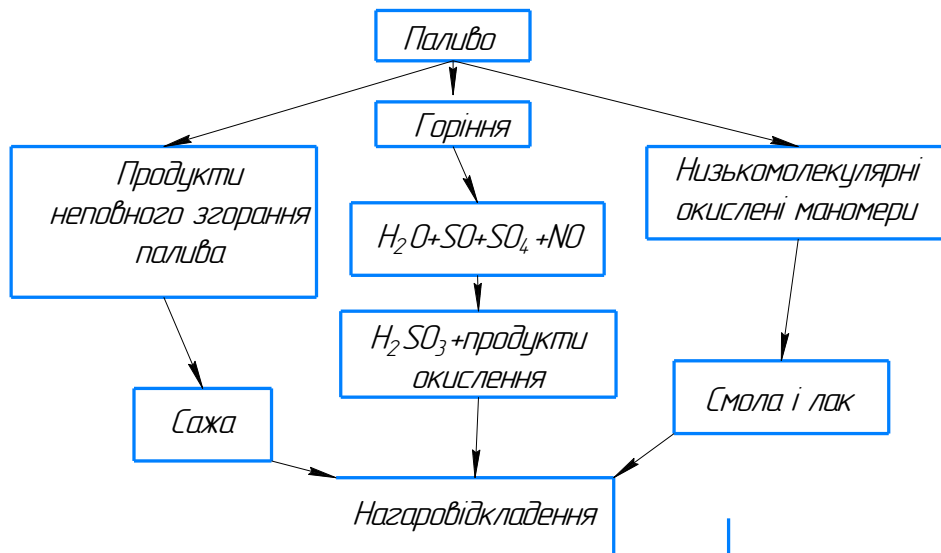 Паливо
Горіння
Продукти
неповного згорання
палива
Низькомолекулярні
окислені маномери
H₂O+SO+SO₄+NO
H₂SO₃+продукти
окислення
Сажа
Смола і лак
Нагаровідкладення